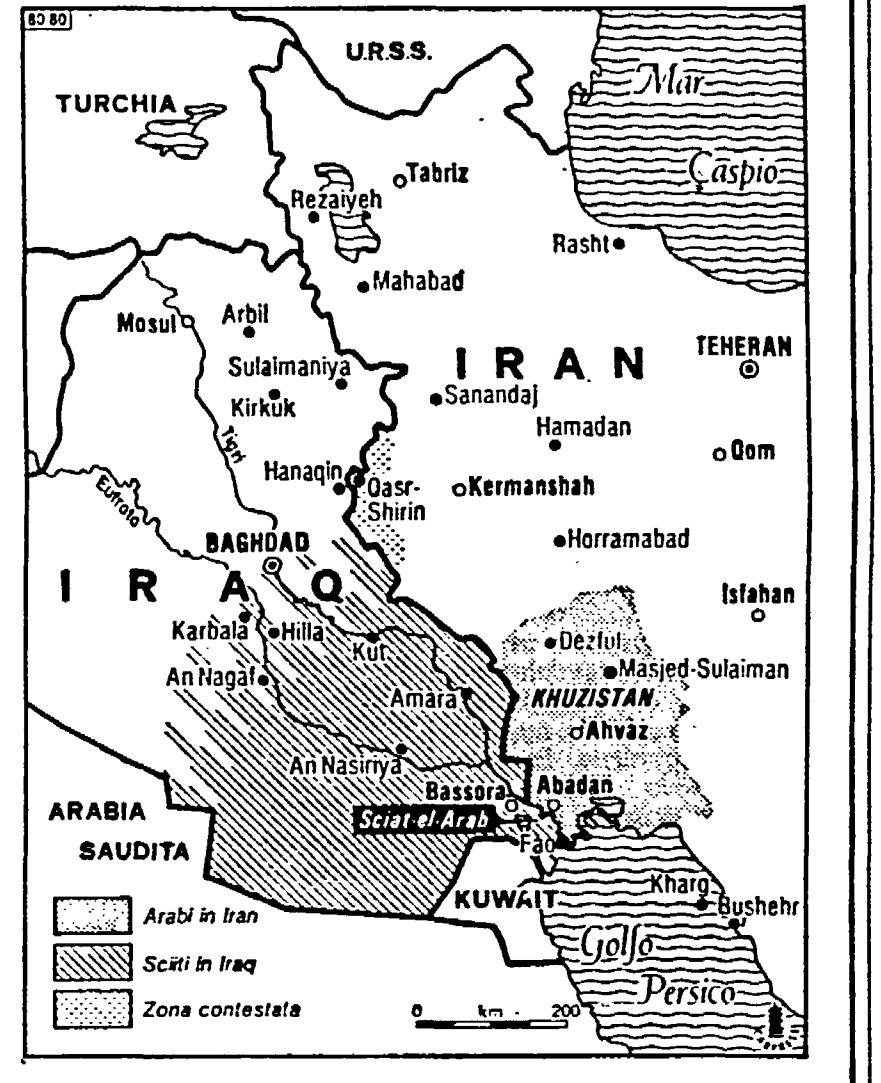 80 80
U.R.S.S.
Mar
Caspio
TURCHIA
Tabriz
Rezaiyeh
Rasht
Mahabad
Mosul
Arbil
IRAN
TEHERAN
Sulaimaniya
Sanandaj
Kirkuk
Hamadan
Tigri
Qom
Hanaqin
Qasr-
Shirin
Kermanshah
Eufrate
BAGHDAD
Horramabad
IRAQ
Isfahan
Karbala
Hilla
Kut
Dezful
An Nagaf
Masjed-Sulaiman
Amara
KHUZISTAN
Ahvaz
An Nasiriya
Bassora
Abadan
ARABIA
SAUDITA
Sciat-el-Arab
Fao
KUWAIT
Kharg
Bushehr
Arabi in Iran
Golfo
Persico
Sciiti in Iraq
Zona contestata
0 km 200